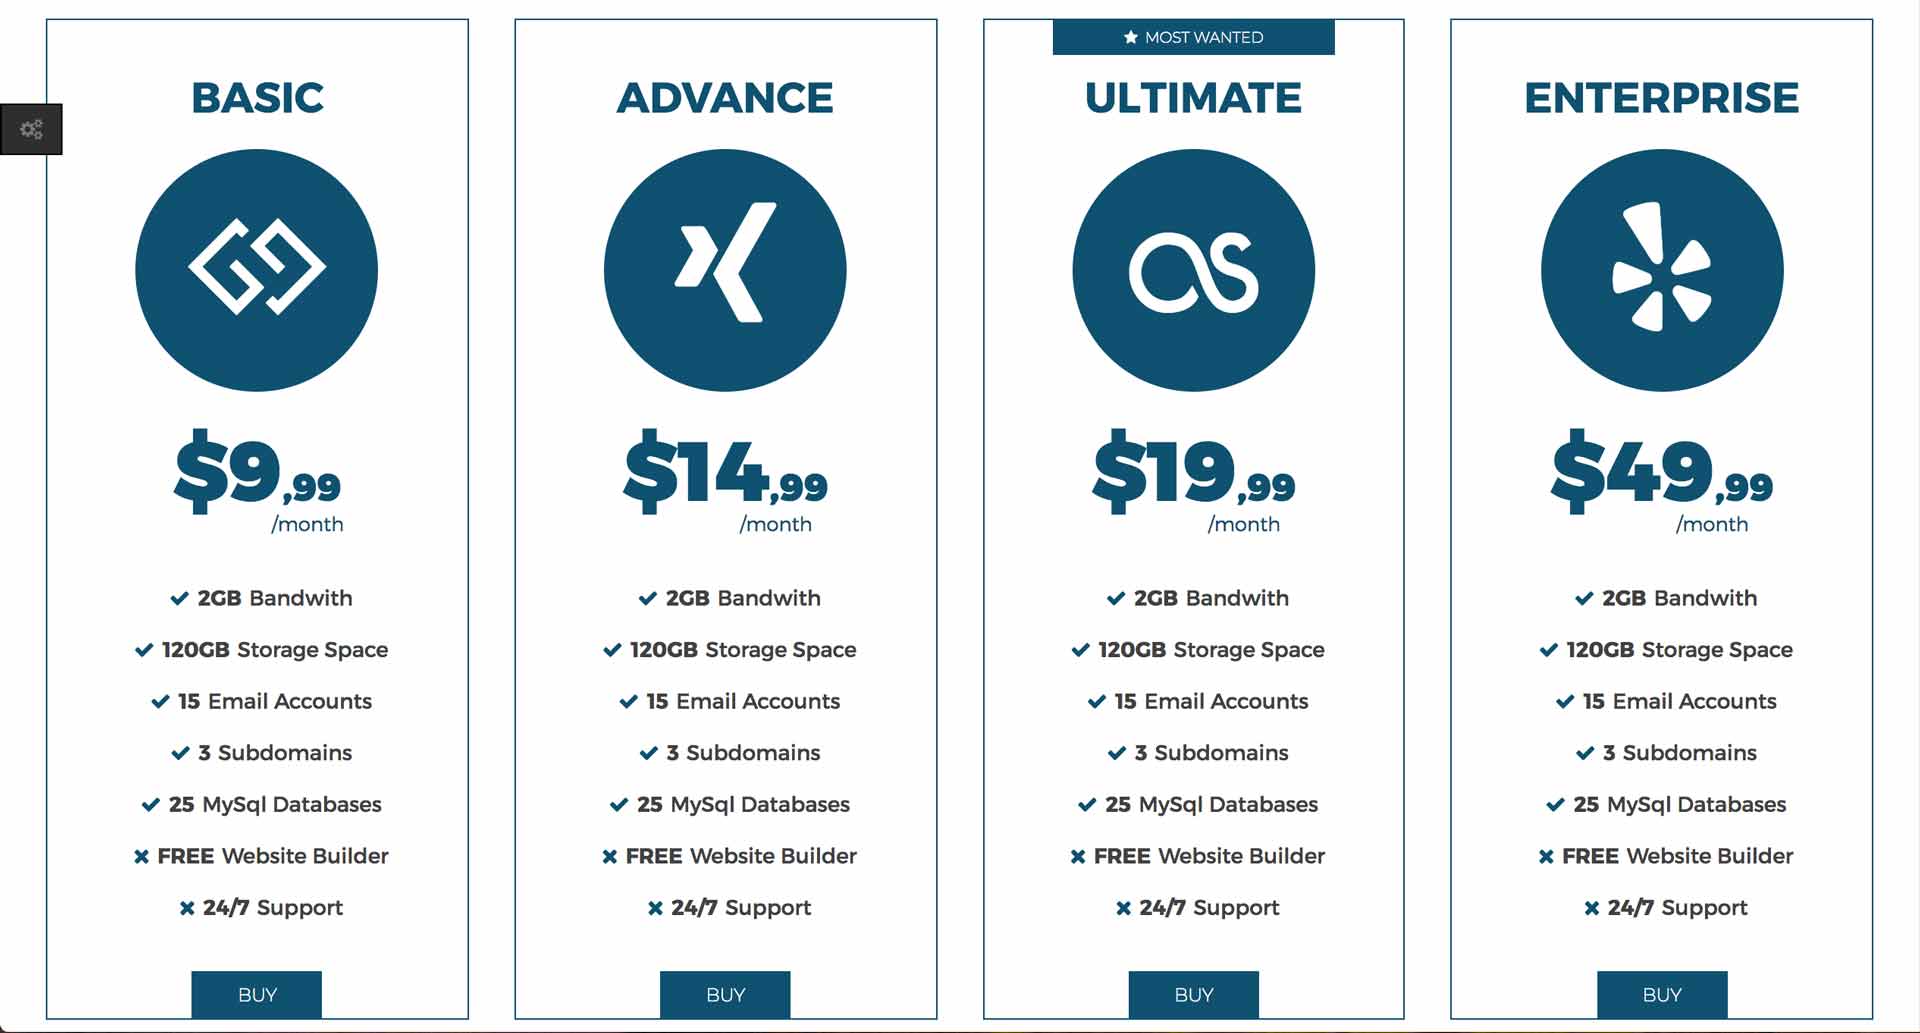 BASIC
$9,99
/month
2GB Bandwith
120GB Storage Space
15 Email Accounts
3 Subdomains
25 MySql Databases
FREE Website Builder
24/7 Support
BUY
ADVANCE
$14,99
/month
2GB Bandwith
120GB Storage Space
15 Email Accounts
3 Subdomains
25 MySql Databases
FREE Website Builder
24/7 Support
BUY
MOST WANTED
ULTIMATE
$19,99
/month
2GB Bandwith
120GB Storage Space
15 Email Accounts
3 Subdomains
25 MySql Databases
FREE Website Builder
24/7 Support
BUY
ENTERPRISE
$49,99
/month
2GB Bandwith
120GB Storage Space
15 Email Accounts
3 Subdomains
25 MySql Databases
FREE Website Builder
24/7 Support
BUY